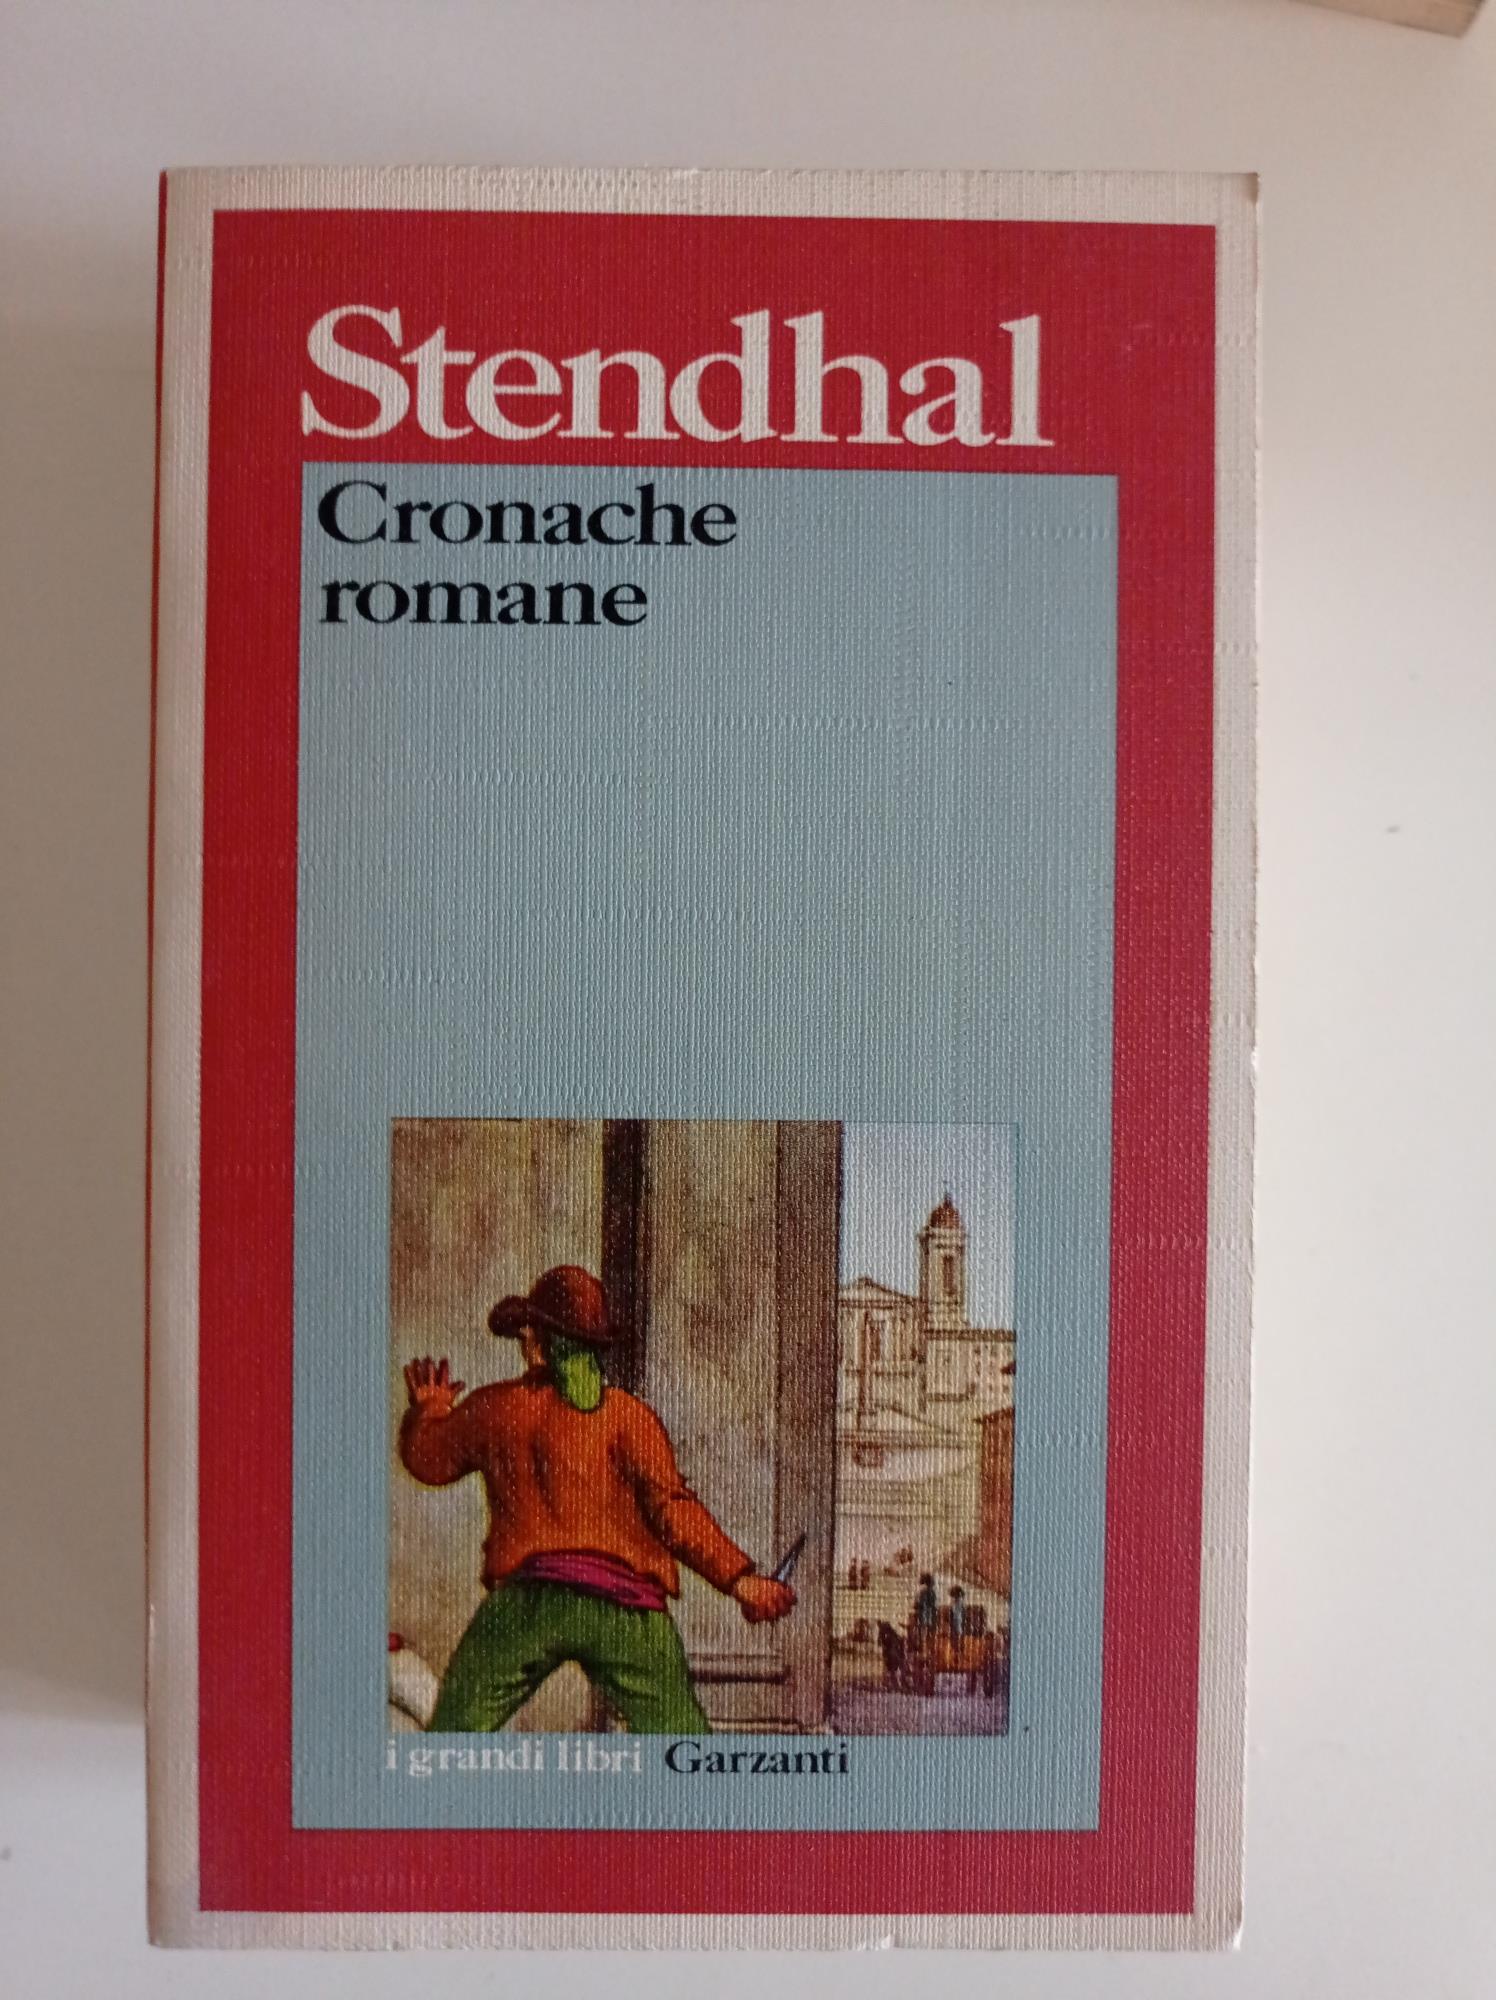 Stendhal
Cronache
romane
i grandi libri Garzanti